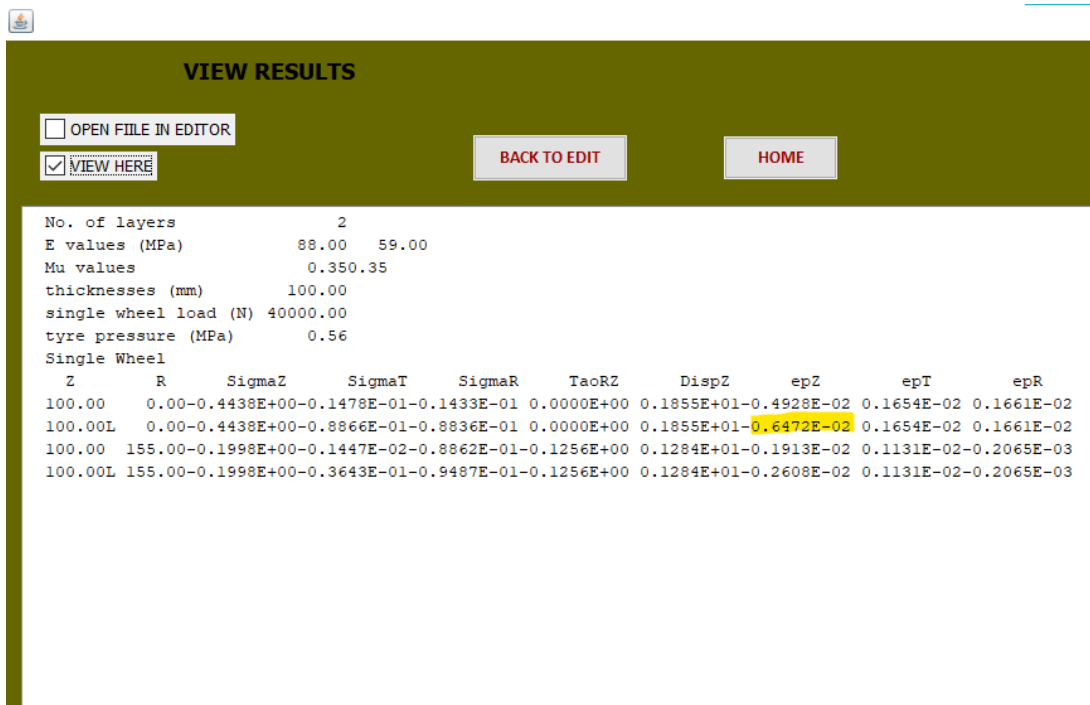 VIEW RESULTS
OPEN FIILE IN EDITOR
VIEW HERE
BACK TO EDIT
HOME
No. of layers 2
E values (MPa) 88.00 59.00
Mu values 0.350.35
thicknesses (mm) 100.00
single wheel load (N) 40000.00
tyre pressure (MPa) 0.56
Single Wheel
Z R SigmaZ SigmaT SigmaR TaoRZ DispZ epZ epT epR
100.00 0.00-0.4438E+00-0.1478E-01-0.1433E-01 0.0000E+00 0.1855E+01-0.4928E-02 0.1654E-02 0.1661E-02
100.00L 0.00-0.4438E+00-0.8866E-01-0.8836E-01 0.0000E+00 0.1855E+01-0.6472E-02 0.1654E-02 0.1661E-02
100.00 155.00-0.1998E+00-0.1447E-02-0.8862E-01-0.1256E+00 0.1284E+01-0.1913E-02 0.1131E-02-0.2065E-03
100.00L 155.00-0.1998E+00-0.3643E-01-0.9487E-01-0.1256E+00 0.1284E+01-0.2608E-02 0.1131E-02-0.2065E-03